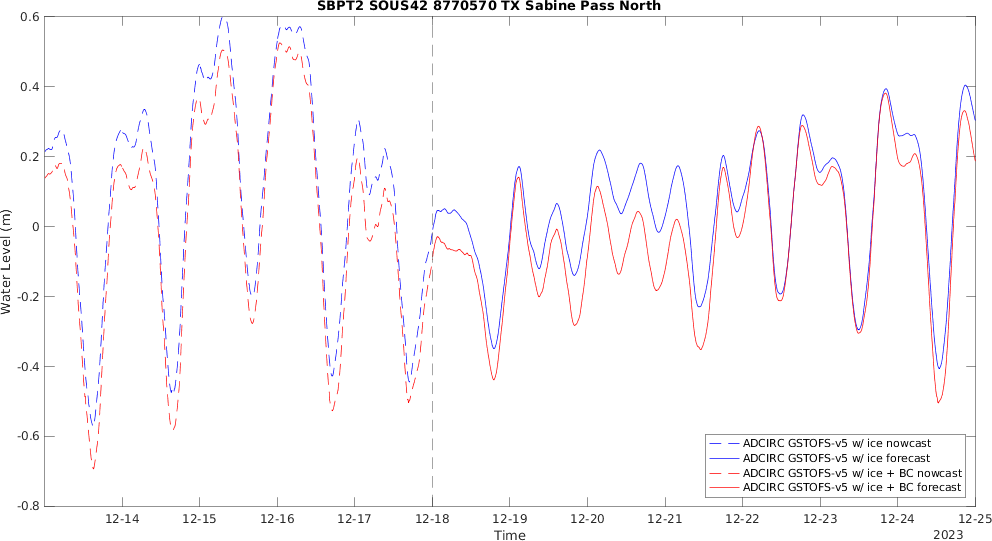 SBPT2 SOUS42 8770570 TX Sabine Pass North
0.6
0.4
0.2
0
-0.2
-0.4
-0.6
-0.8
Water Level (m)
ADCIRC GSTOFS-v5 w/ ice nowcast
ADCIRC GSTOFS-v5 w/ ice forecast
ADCIRC GSTOFS-v5 w/ ice + BC nowcast
ADCIRC GSTOFS-v5 w/ ice + BC forecast
12-14 12-15 12-16 12-17 12-18 12-19 12-20 12-21 12-22 12-23 12-24 12-25
Time
2023